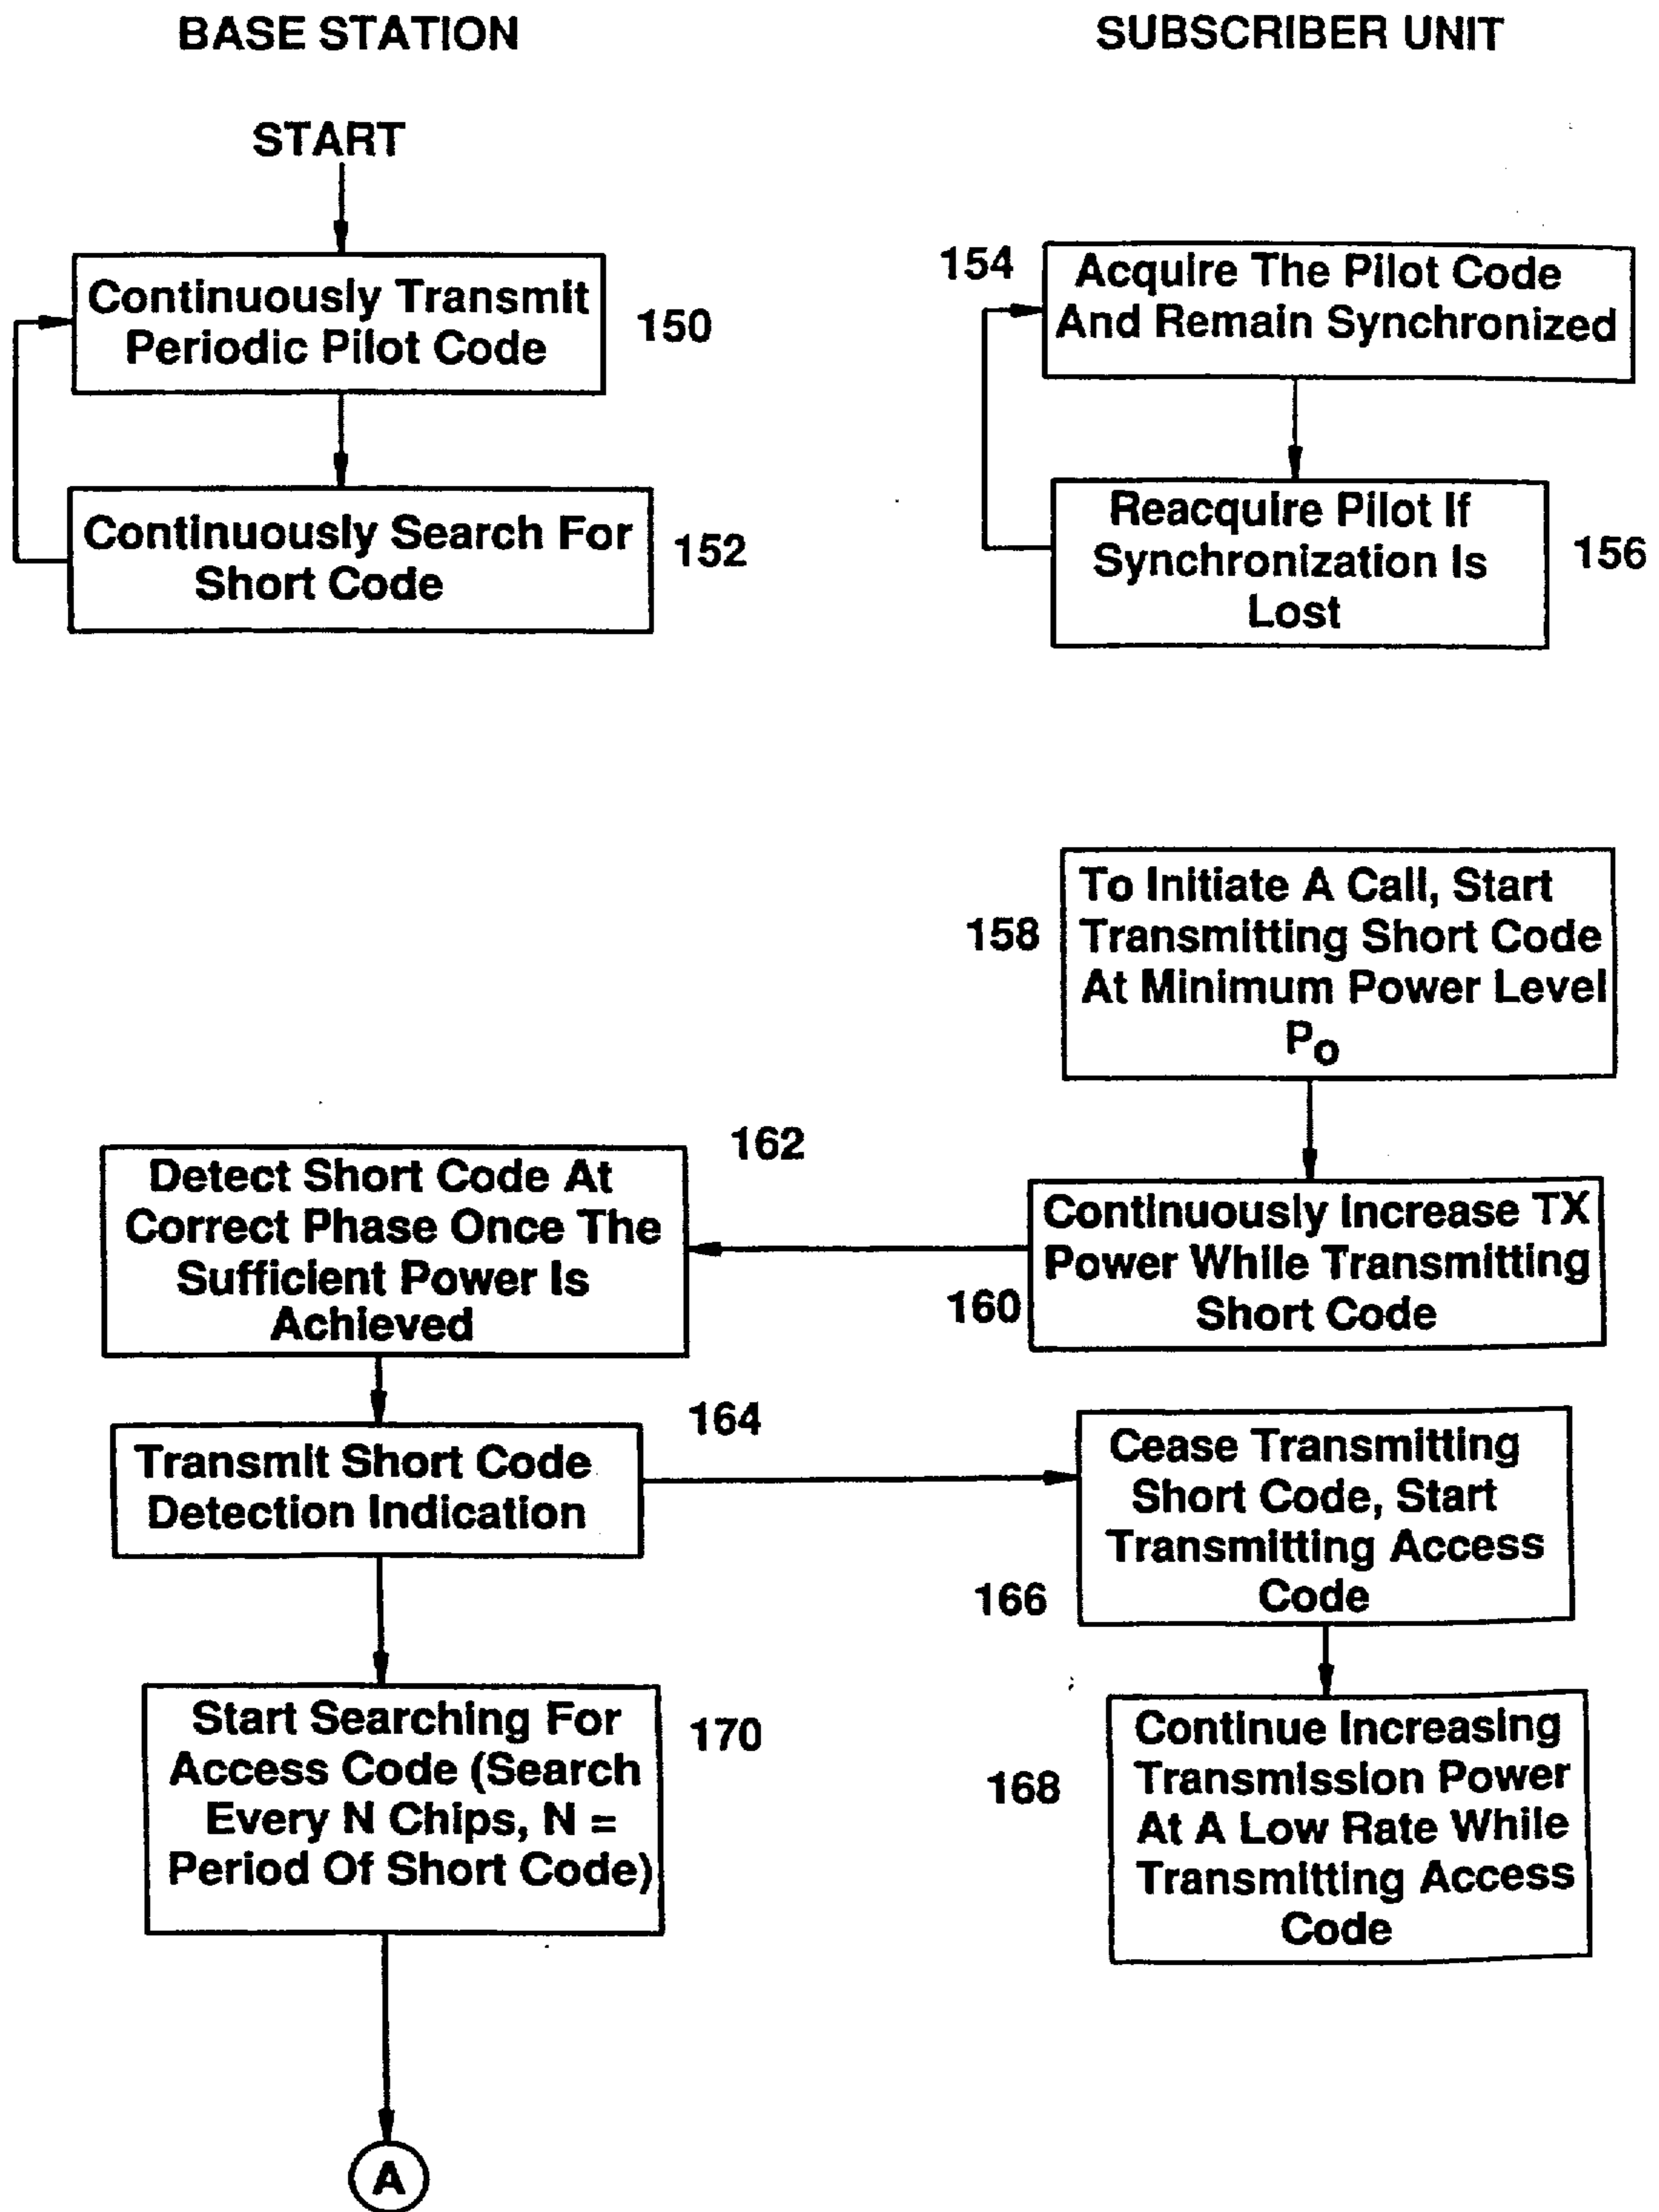 BASE STATION
SUBSCRIBER UNIT
START
Continuously Transmit
Periodic Pilot Code
150
154
Acquire The Pilot Code
And Remain Synchronized
Continuously Search For
Short Code
152
Reacquire Pilot If
Synchronization Is
Lost
156
158
To Initiate A Call, Start
Transmitting Short Code
At Minimum Power Level
Po
162
Detect Short Code At
Correct Phase Once The
Sufficient Power Is
Achieved
Continuously Increase TX
Power While Transmitting
Short Code
160
164
Transmit Short Code
Detection Indication
Cease Transmitting
Short Code, Start
Transmitting Access
Code
166
Start Searching For
Access Code (Search
Every N Chips, N =
Period Of Short Code)
170
168
Continue Increasing
Transmission Power
At A Low Rate While
Transmitting Access
Code
A